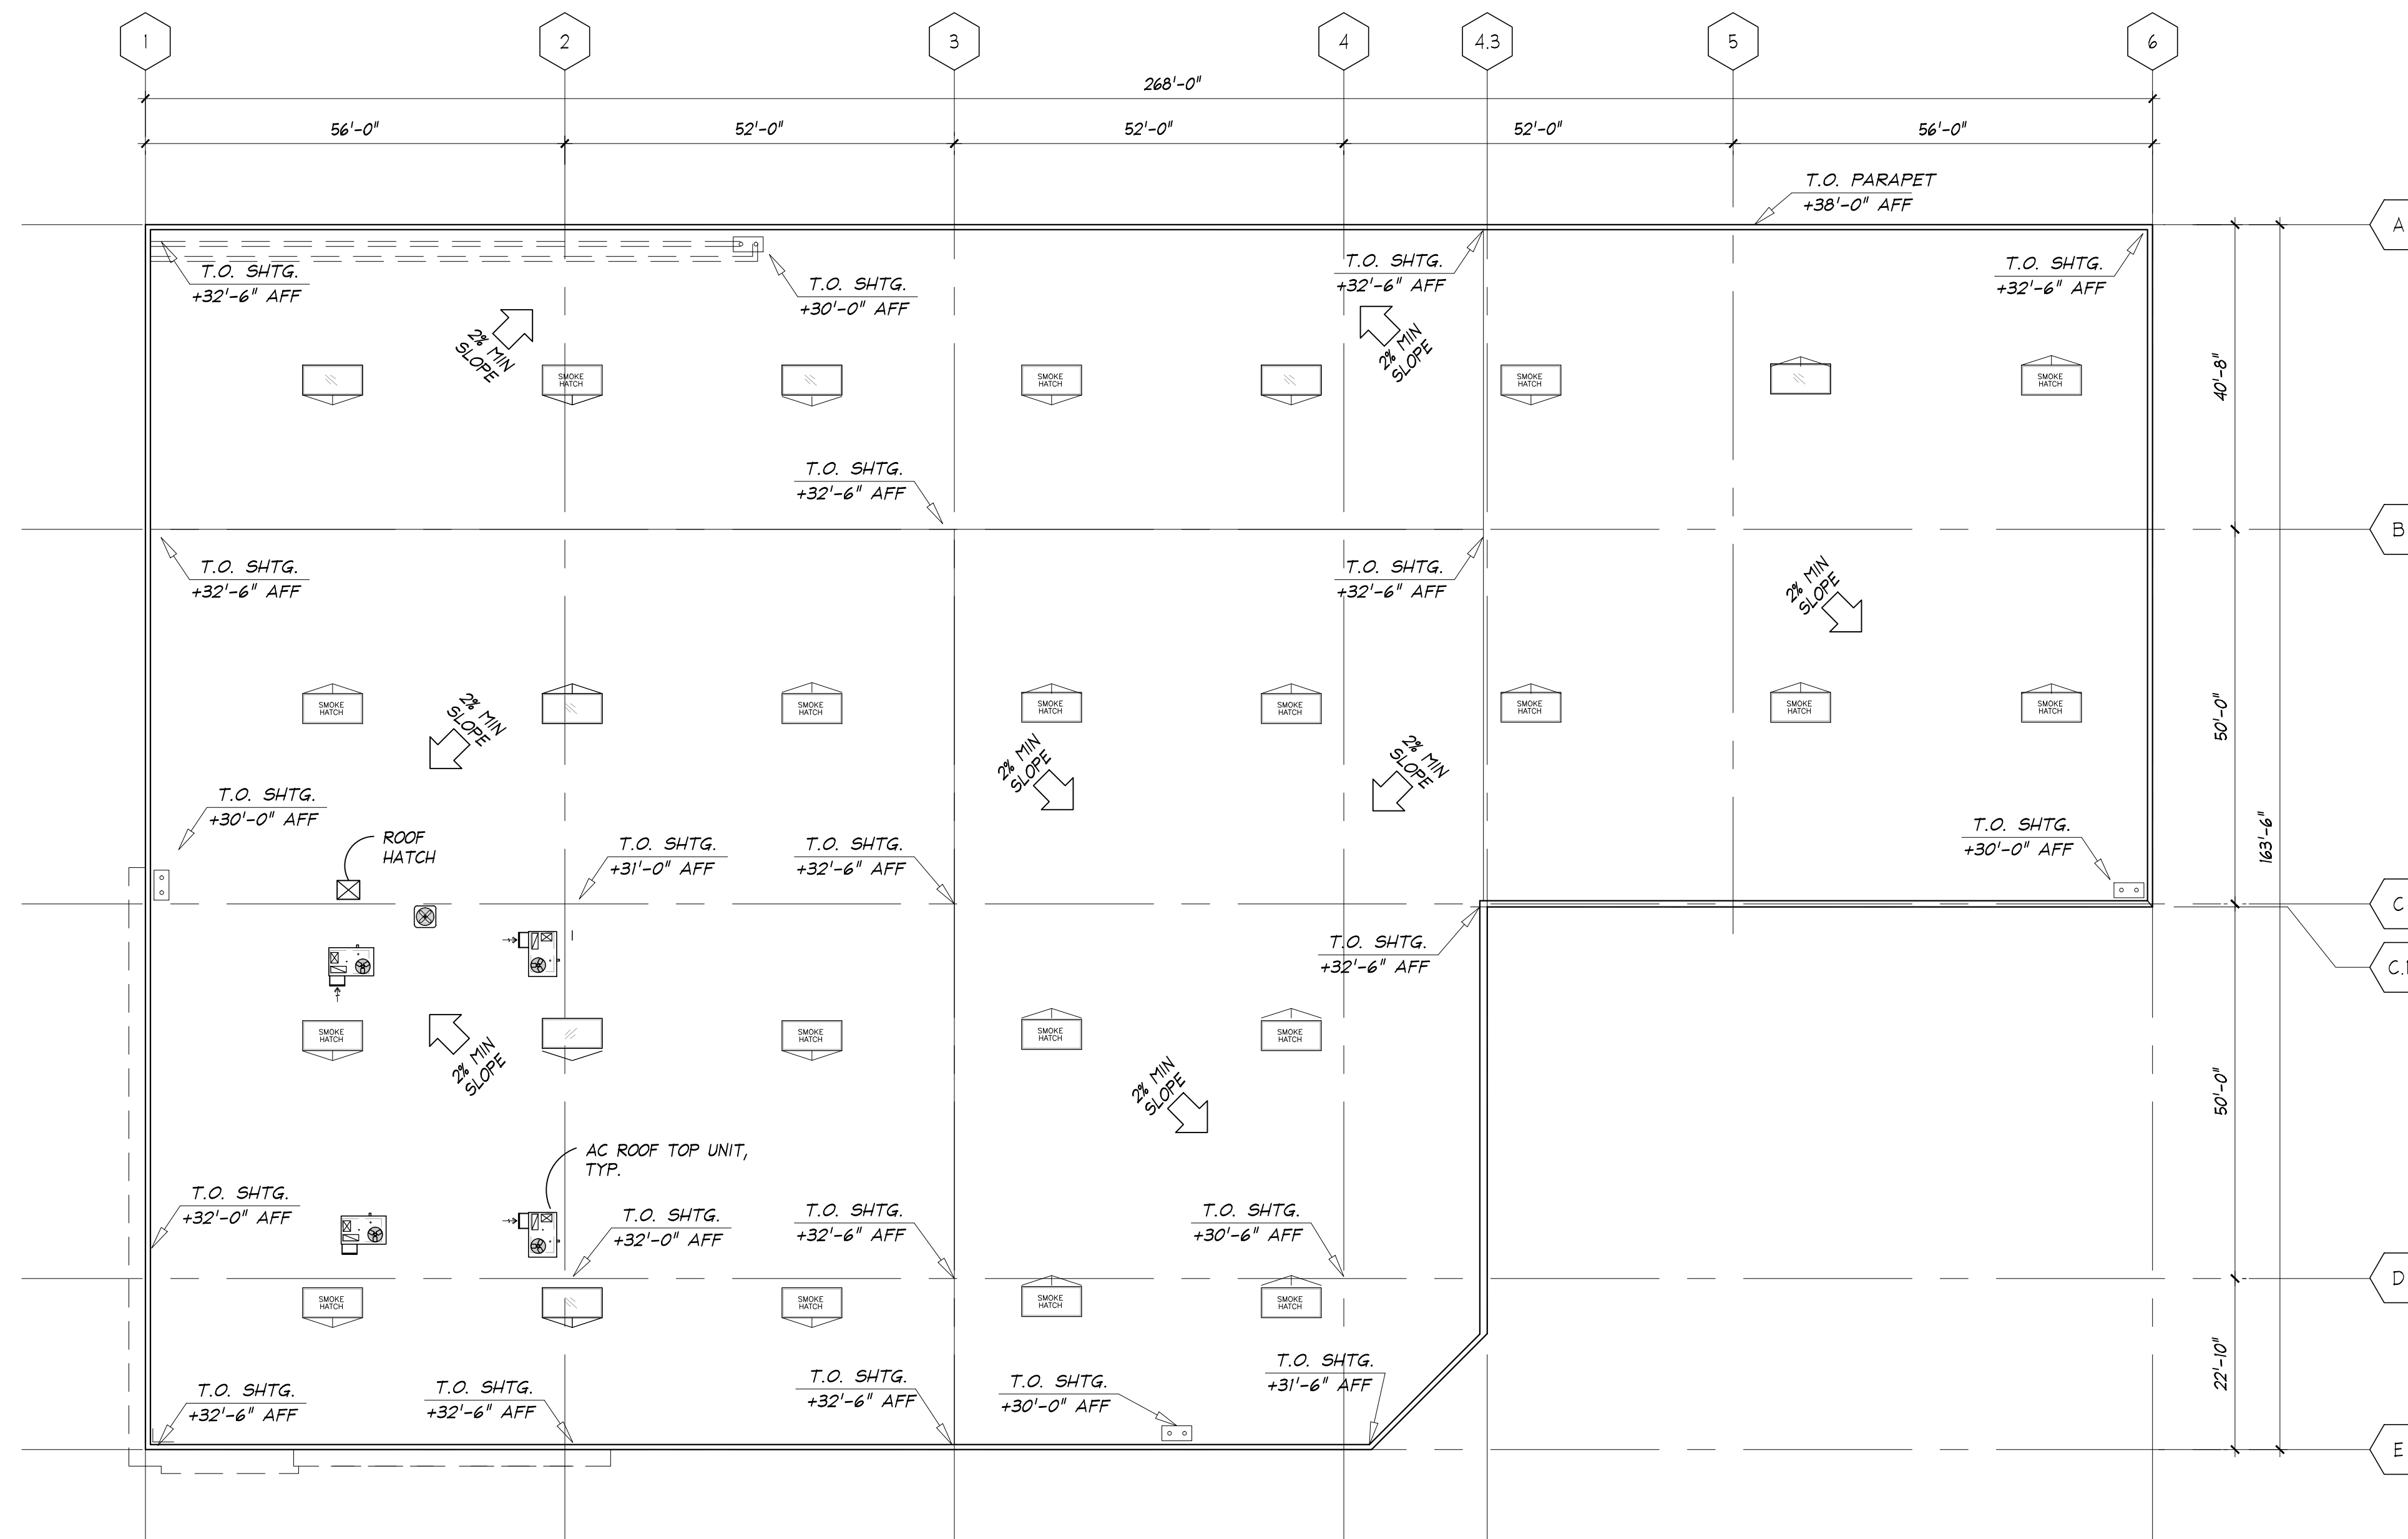 1
2
3
4
4.3
5
6
268'-0"
56'-0"
52'-0"
52'-0"
52'-0"
56'-0"
T.O. PARAPET
+38'-0" AFF
A
T.O. SHTG.
+32'-6" AFF
T.O. SHTG.
+30'-0" AFF
T.O. SHTG.
+32'-6" AFF
T.O. SHTG.
+32'-6" AFF
2% MIN
SLOPE
2% MIN
SLOPE
SMOKE
HATCH
SMOKE
HATCH
SMOKE
HATCH
SMOKE
HATCH
40'-8"
T.O. SHTG.
+32'-6" AFF
B
T.O. SHTG.
+32'-6" AFF
T.O. SHTG.
+32'-6" AFF
2% MIN
SLOPE
SMOKE
HATCH
SMOKE
HATCH
SMOKE
HATCH
SMOKE
HATCH
SMOKE
HATCH
SMOKE
HATCH
SMOKE
HATCH
50'-0"
2% MIN
SLOPE
2% MIN
SLOPE
2% MIN
SLOPE
T.O. SHTG.
+30'-0" AFF
ROOF
HATCH
T.O. SHTG.
+31'-0" AFF
T.O. SHTG.
+32'-6" AFF
T.O. SHTG.
+30'-0" AFF
163'-6"
C
T.O. SHTG.
+32'-6" AFF
SMOKE
HATCH
SMOKE
HATCH
SMOKE
HATCH
SMOKE
HATCH
2% MIN
SLOPE
2% MIN
SLOPE
50'-0"
AC ROOF TOP UNIT,
TYP.
T.O. SHTG.
+32'-0" AFF
T.O. SHTG.
+32'-0" AFF
T.O. SHTG.
+32'-6" AFF
T.O. SHTG.
+30'-6" AFF
D
SMOKE
HATCH
SMOKE
HATCH
SMOKE
HATCH
SMOKE
HATCH
22'-10"
T.O. SHTG.
+32'-6" AFF
T.O. SHTG.
+32'-6" AFF
T.O. SHTG.
+32'-6" AFF
T.O. SHTG.
+30'-0" AFF
T.O. SHTG.
+31'-6" AFF
E